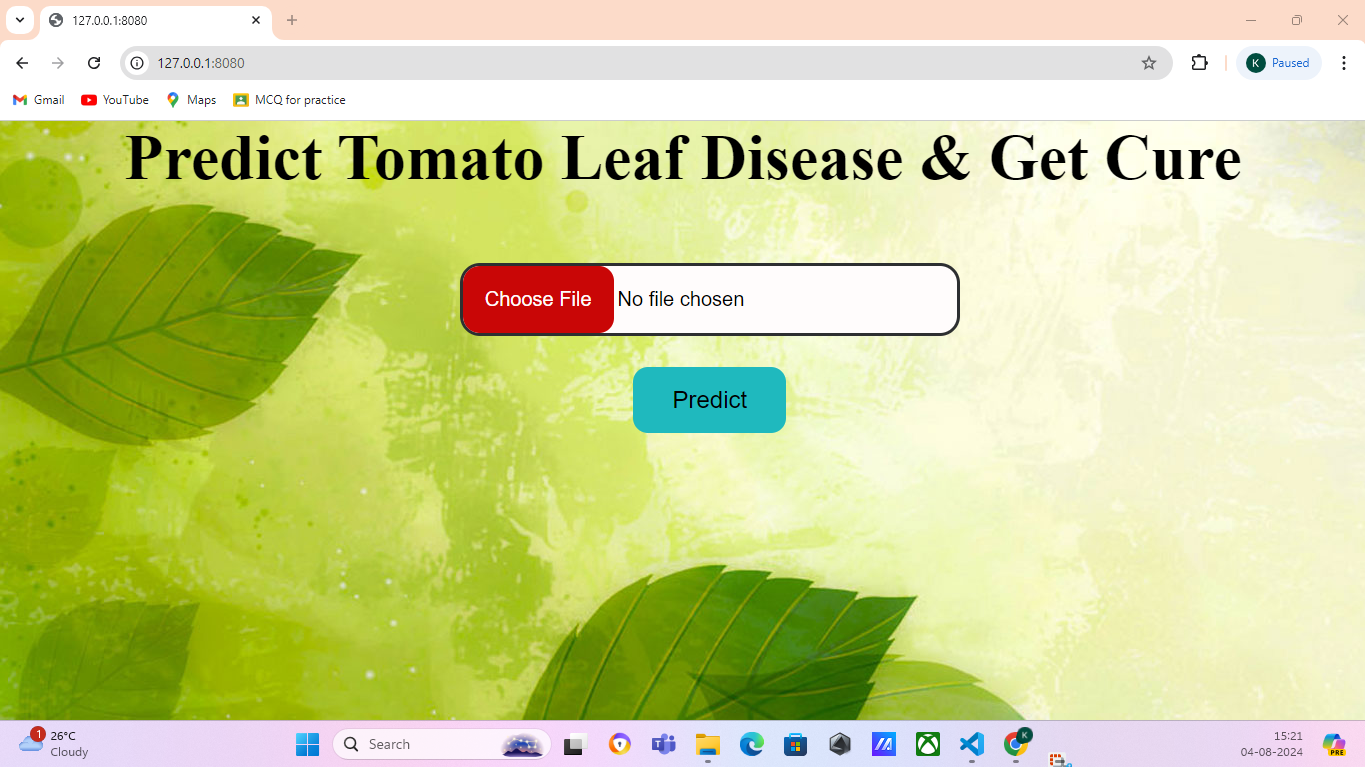 127.0.0.1:8080
127.0.0.1:8080
K Paused
Gmail YouTube Maps MCQ for practice
Predict Tomato Leaf Disease & Get Cure
Choose File No file chosen
Predict
1 26°C
Cloudy
Search
K
15:21
04-08-2024
PRE